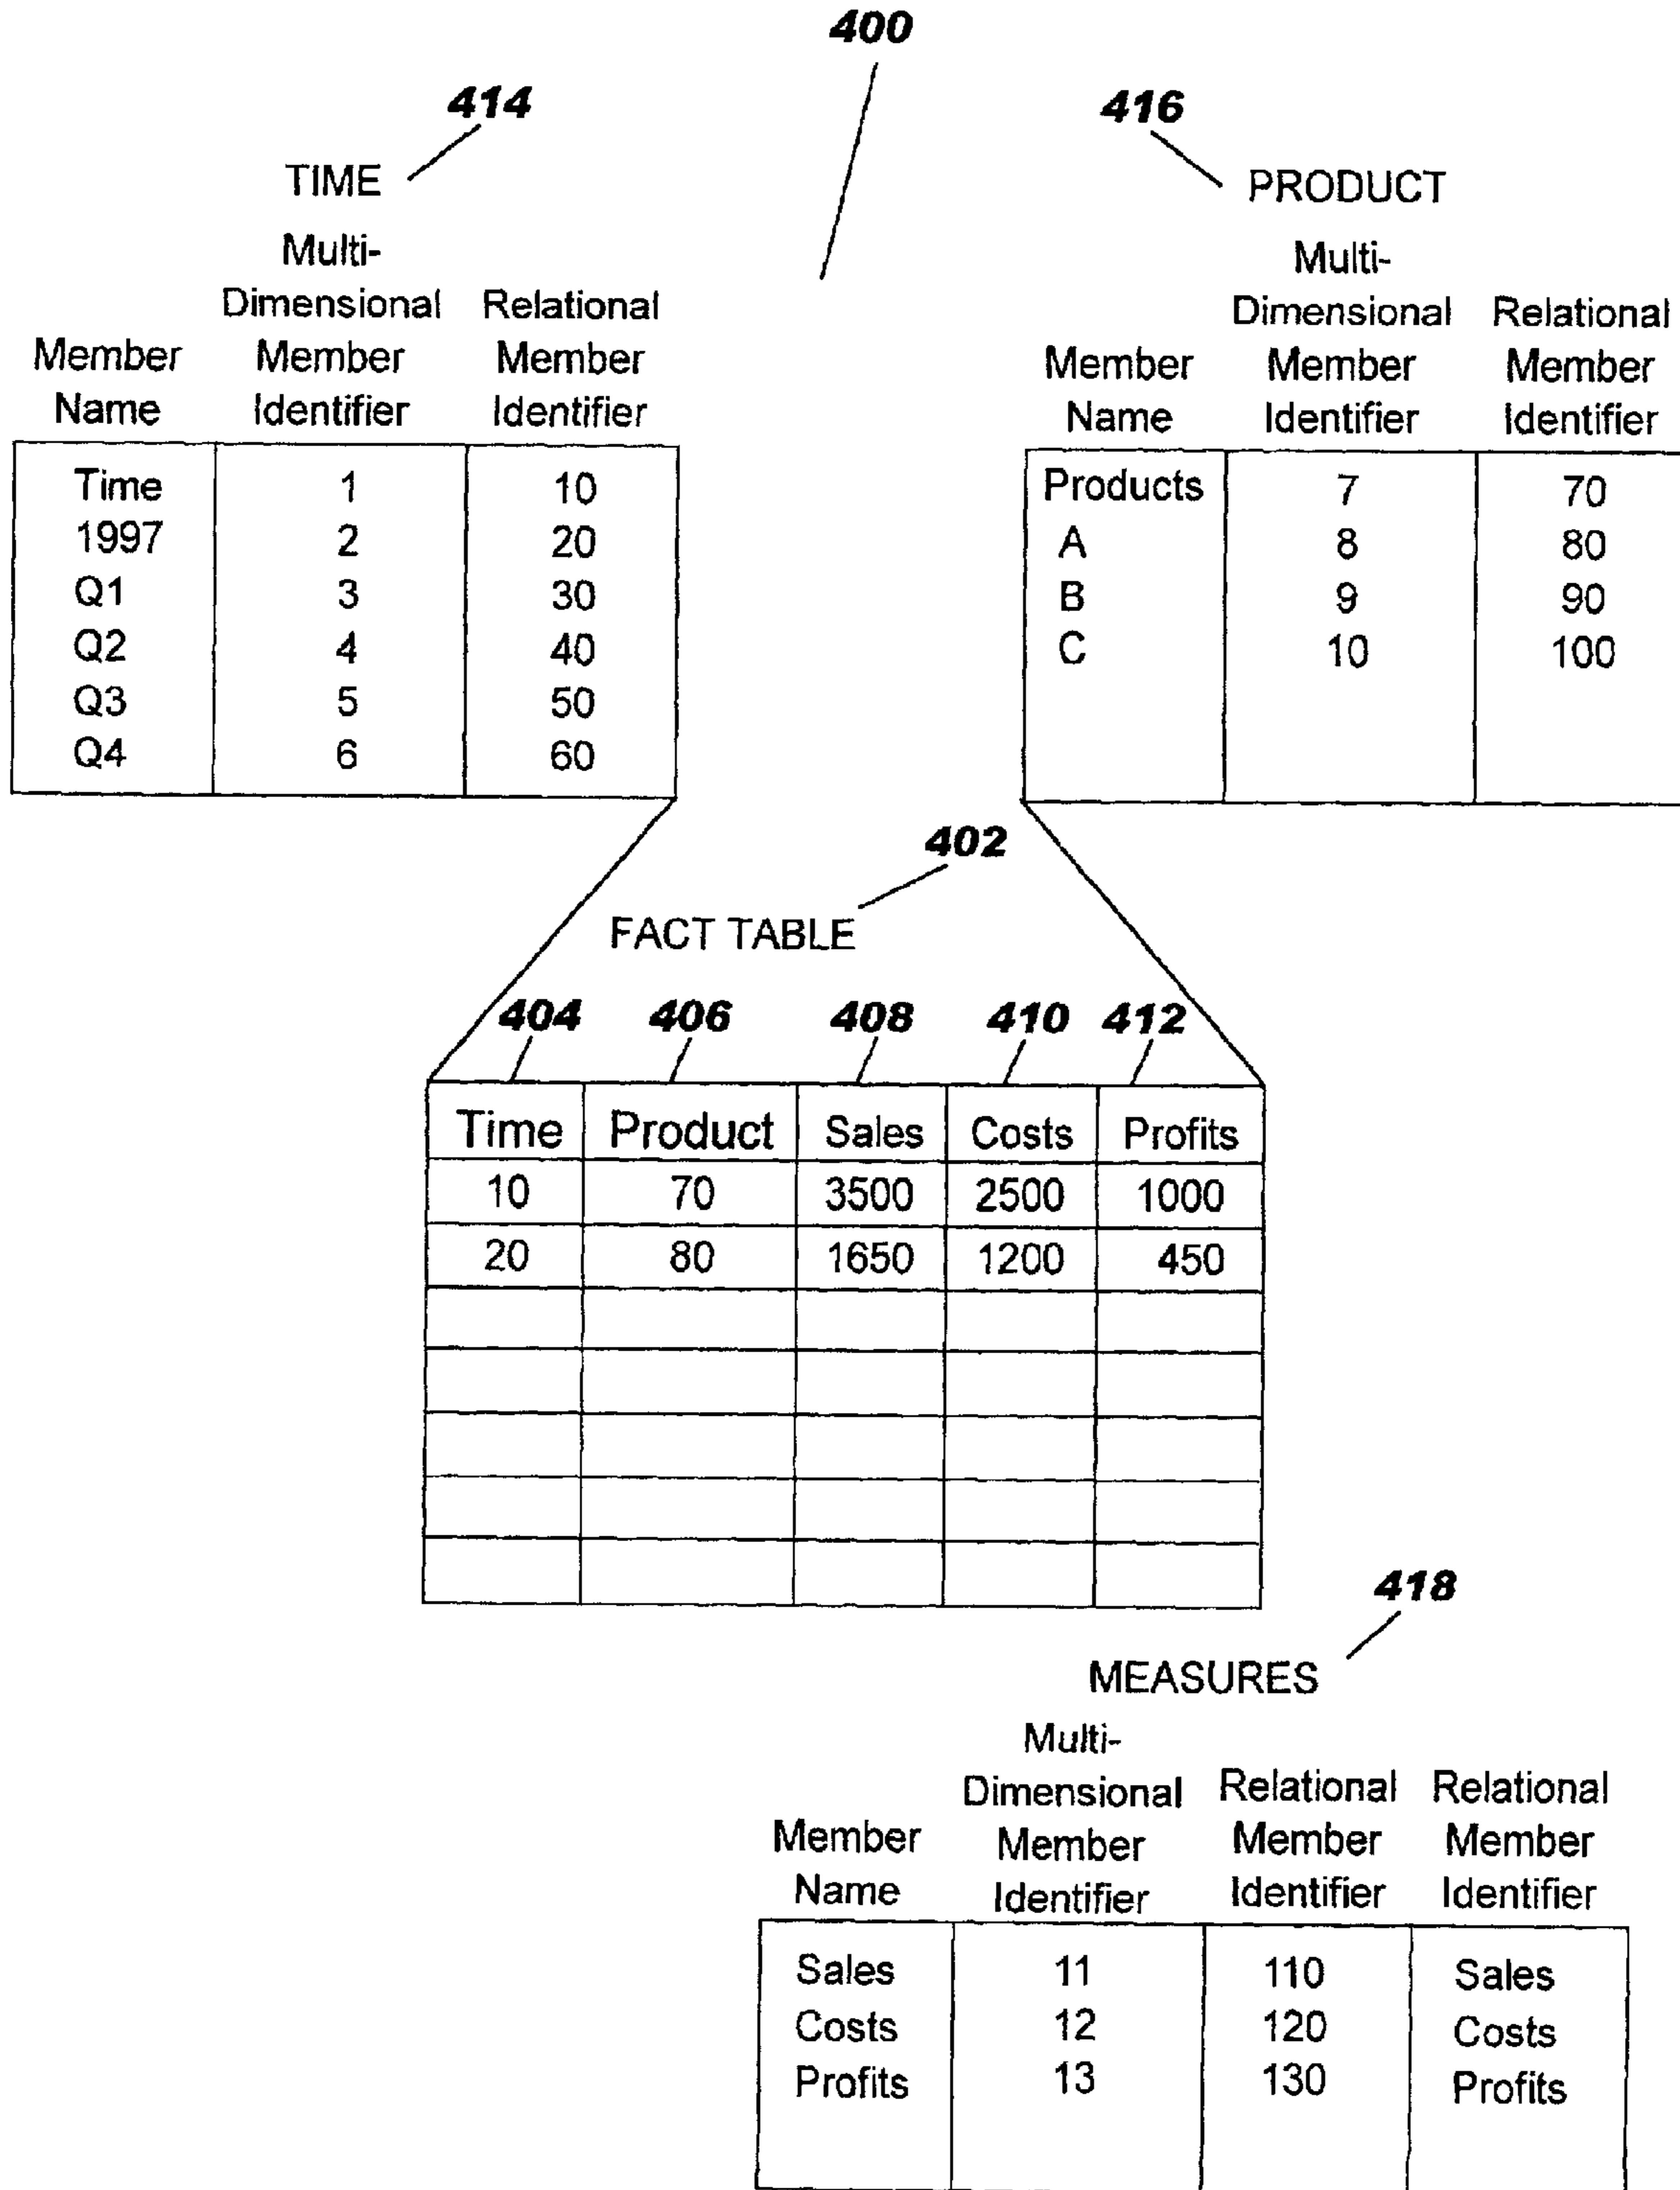 400
414
TIME
Multi-
Dimensional Relational
Member Member Member
Name Identifier Identifier
Time 1 10
1997 2 20
Q1 3 30
Q2 4 40
Q3 5 50
Q4 6 60
416
PRODUCT
Multi-
Dimensional Relational
Member Member Member
Name Identifier Identifier
Products 7 70
A 8 80
B 9 90
C 10 100
402
FACT TABLE
404 406 408 410 412
Time Product Sales Costs Profits
10 70 3500 2500 1000
20 80 1650 1200 450
418
MEASURES
Multi-
Dimensional Relational Relational
Member Member Member Member
Name Identifier Identifier Identifier
Sales 11 110 Sales
Costs 12 120 Costs
Profits 13 130 Profits